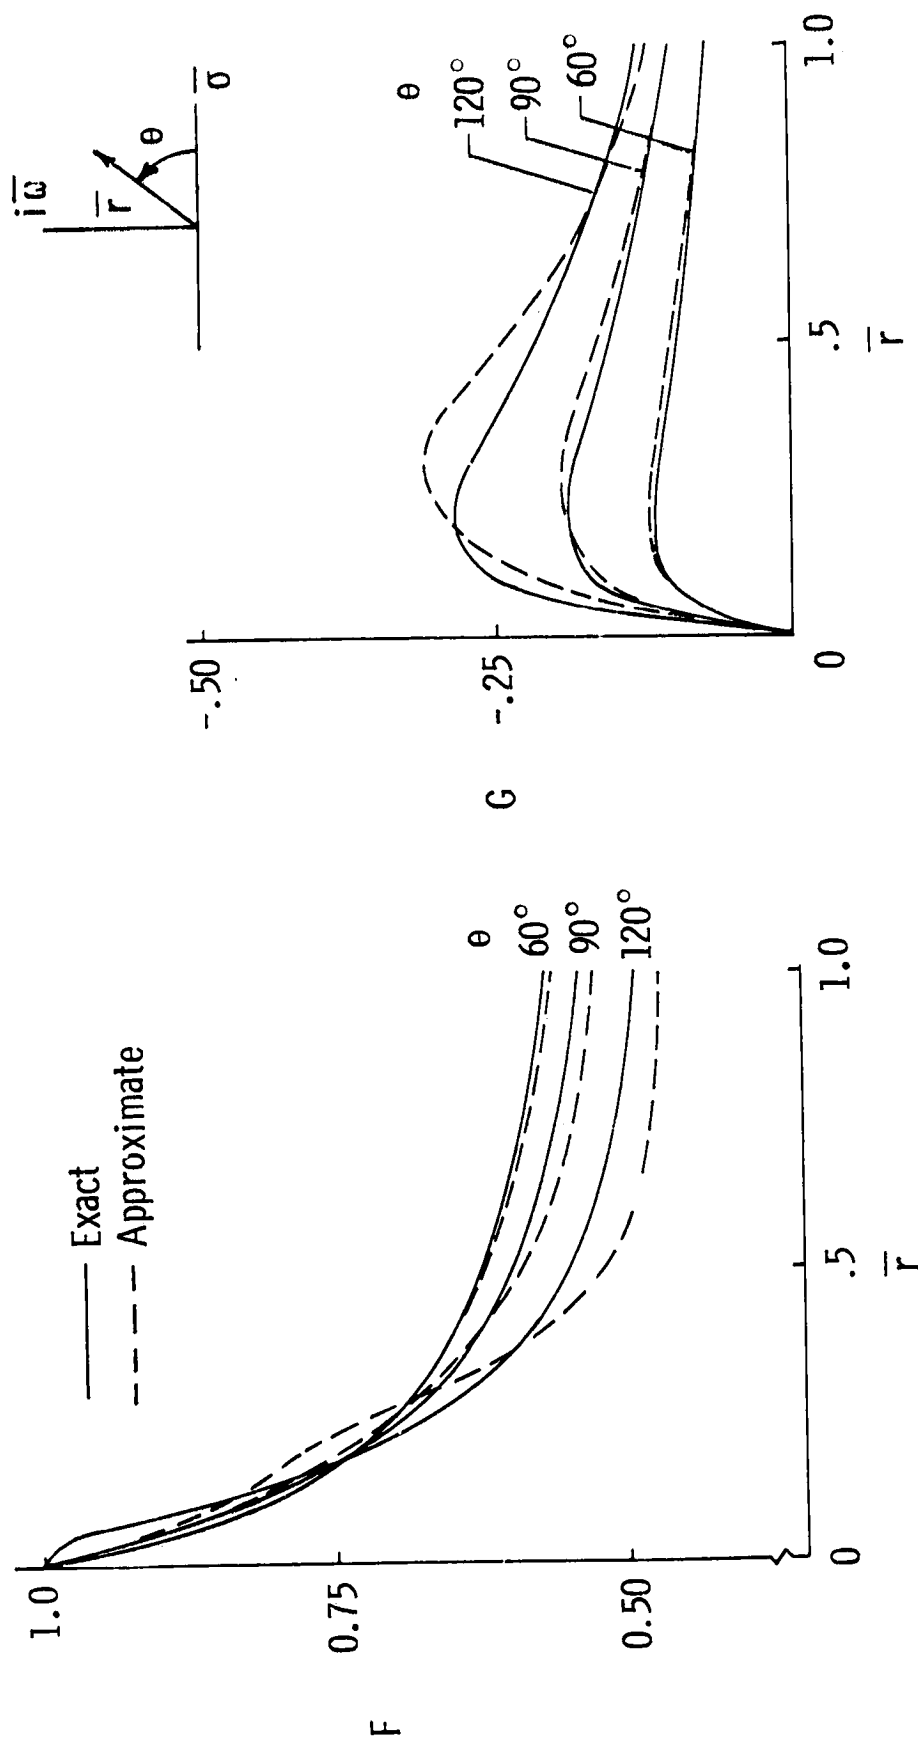 Exact
Approximate
F
1.0
0.75
0.50
0
.5
1.0
r̅
θ
60°
90°
120°
G
-.50
-.25
0
.5
1.0
r̅
θ
120°
90°
60°
iω̅
r̅
θ
σ̅